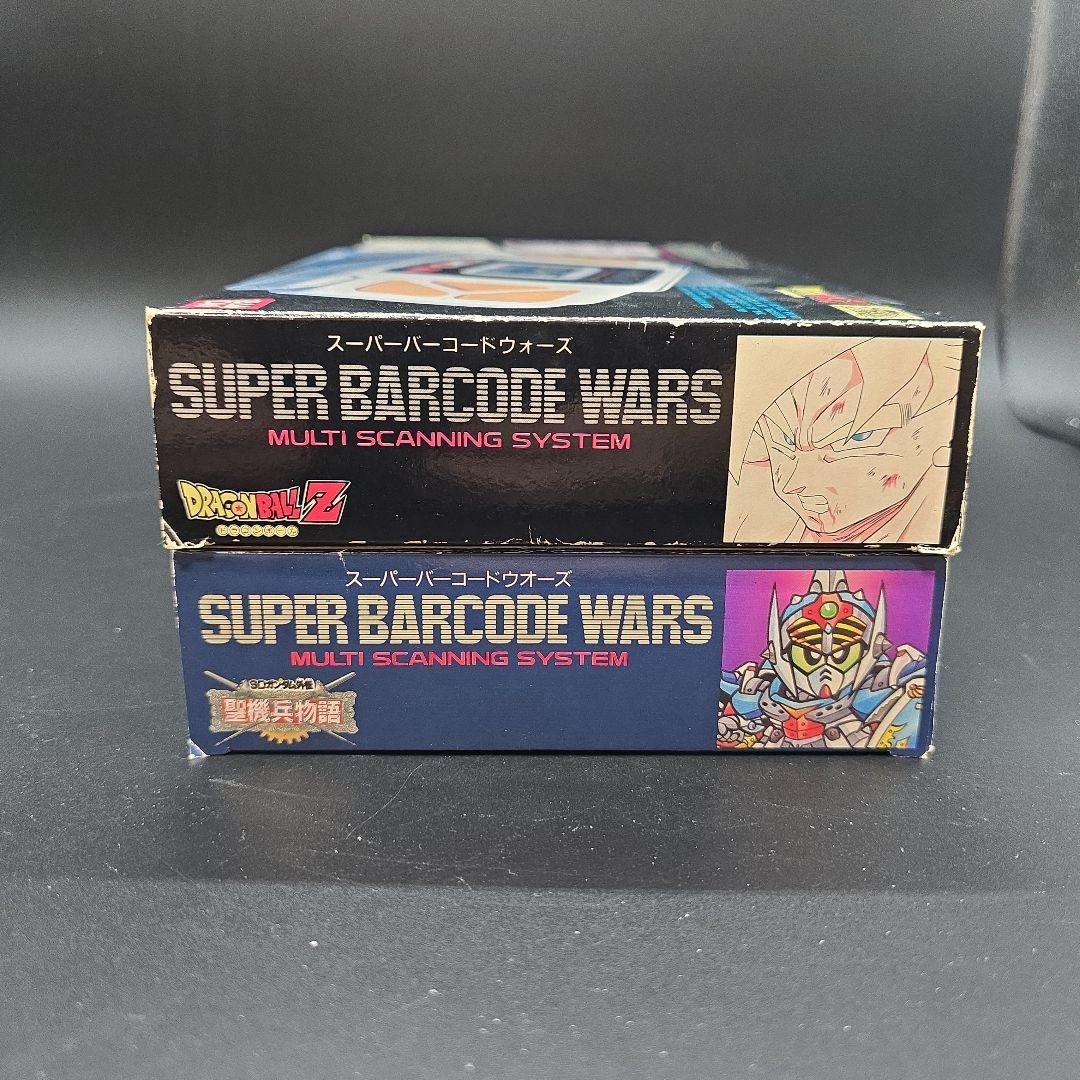 スーパーバーコードウォーズ
SUPER BARCODE WARS
MULTI SCANNING SYSTEM
DRAGON BALL Z
スーパーバーコードウオーズ
SUPER BARCODE WARS
MULTI SCANNING SYSTEM
SDガンダム外伝
聖機兵物語